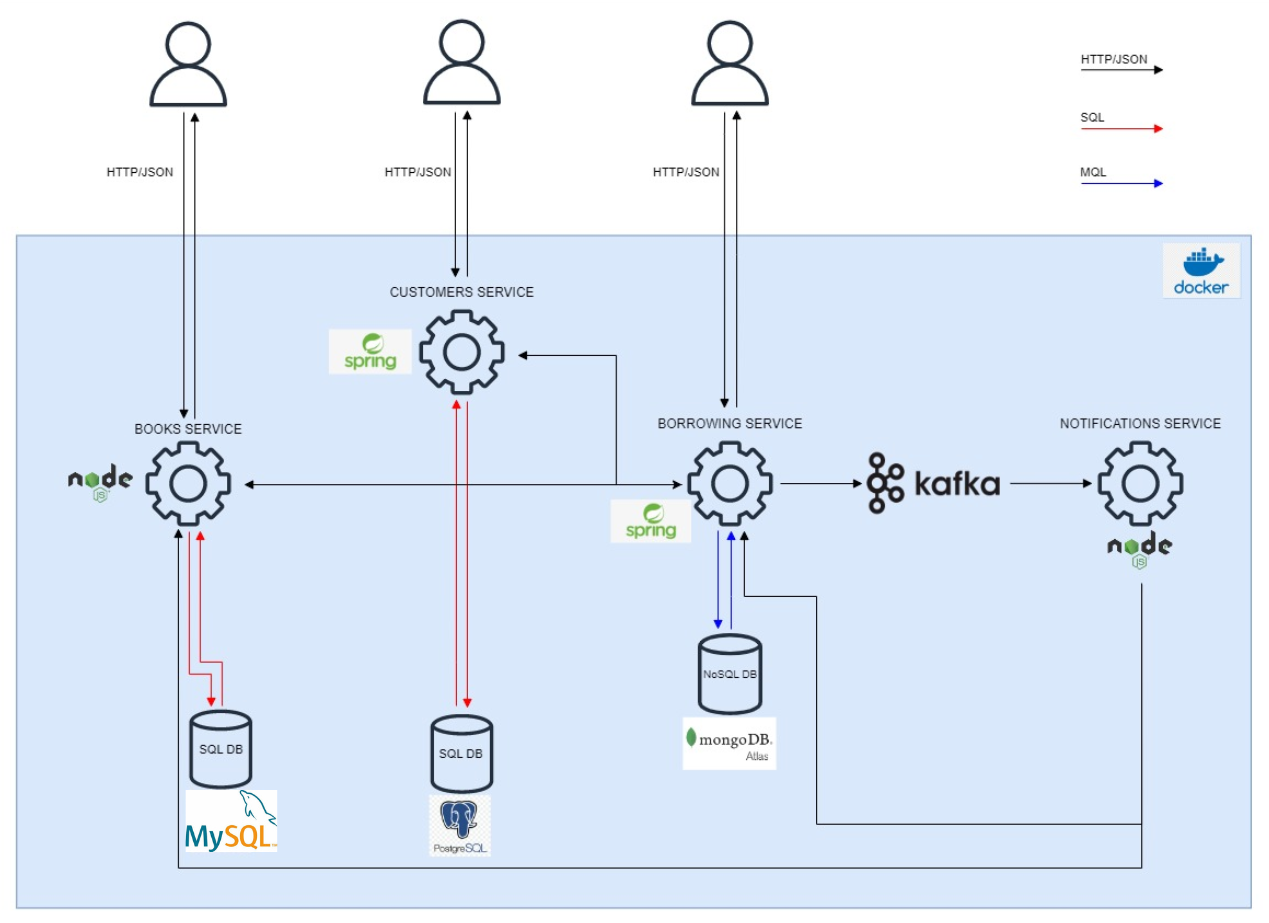 HTTP/JSON
SQL
MQL
HTTP/JSON
HTTP/JSON
HTTP/JSON
docker
CUSTOMERS SERVICE
spring
BOOKS SERVICE
BORROWING SERVICE
NOTIFICATIONS SERVICE
node
JS
kafka
spring
node
JS
NoSQL DB
mongoDB.
Atlas
SQL DB
SQL DB
MySQL
PostgreSQL